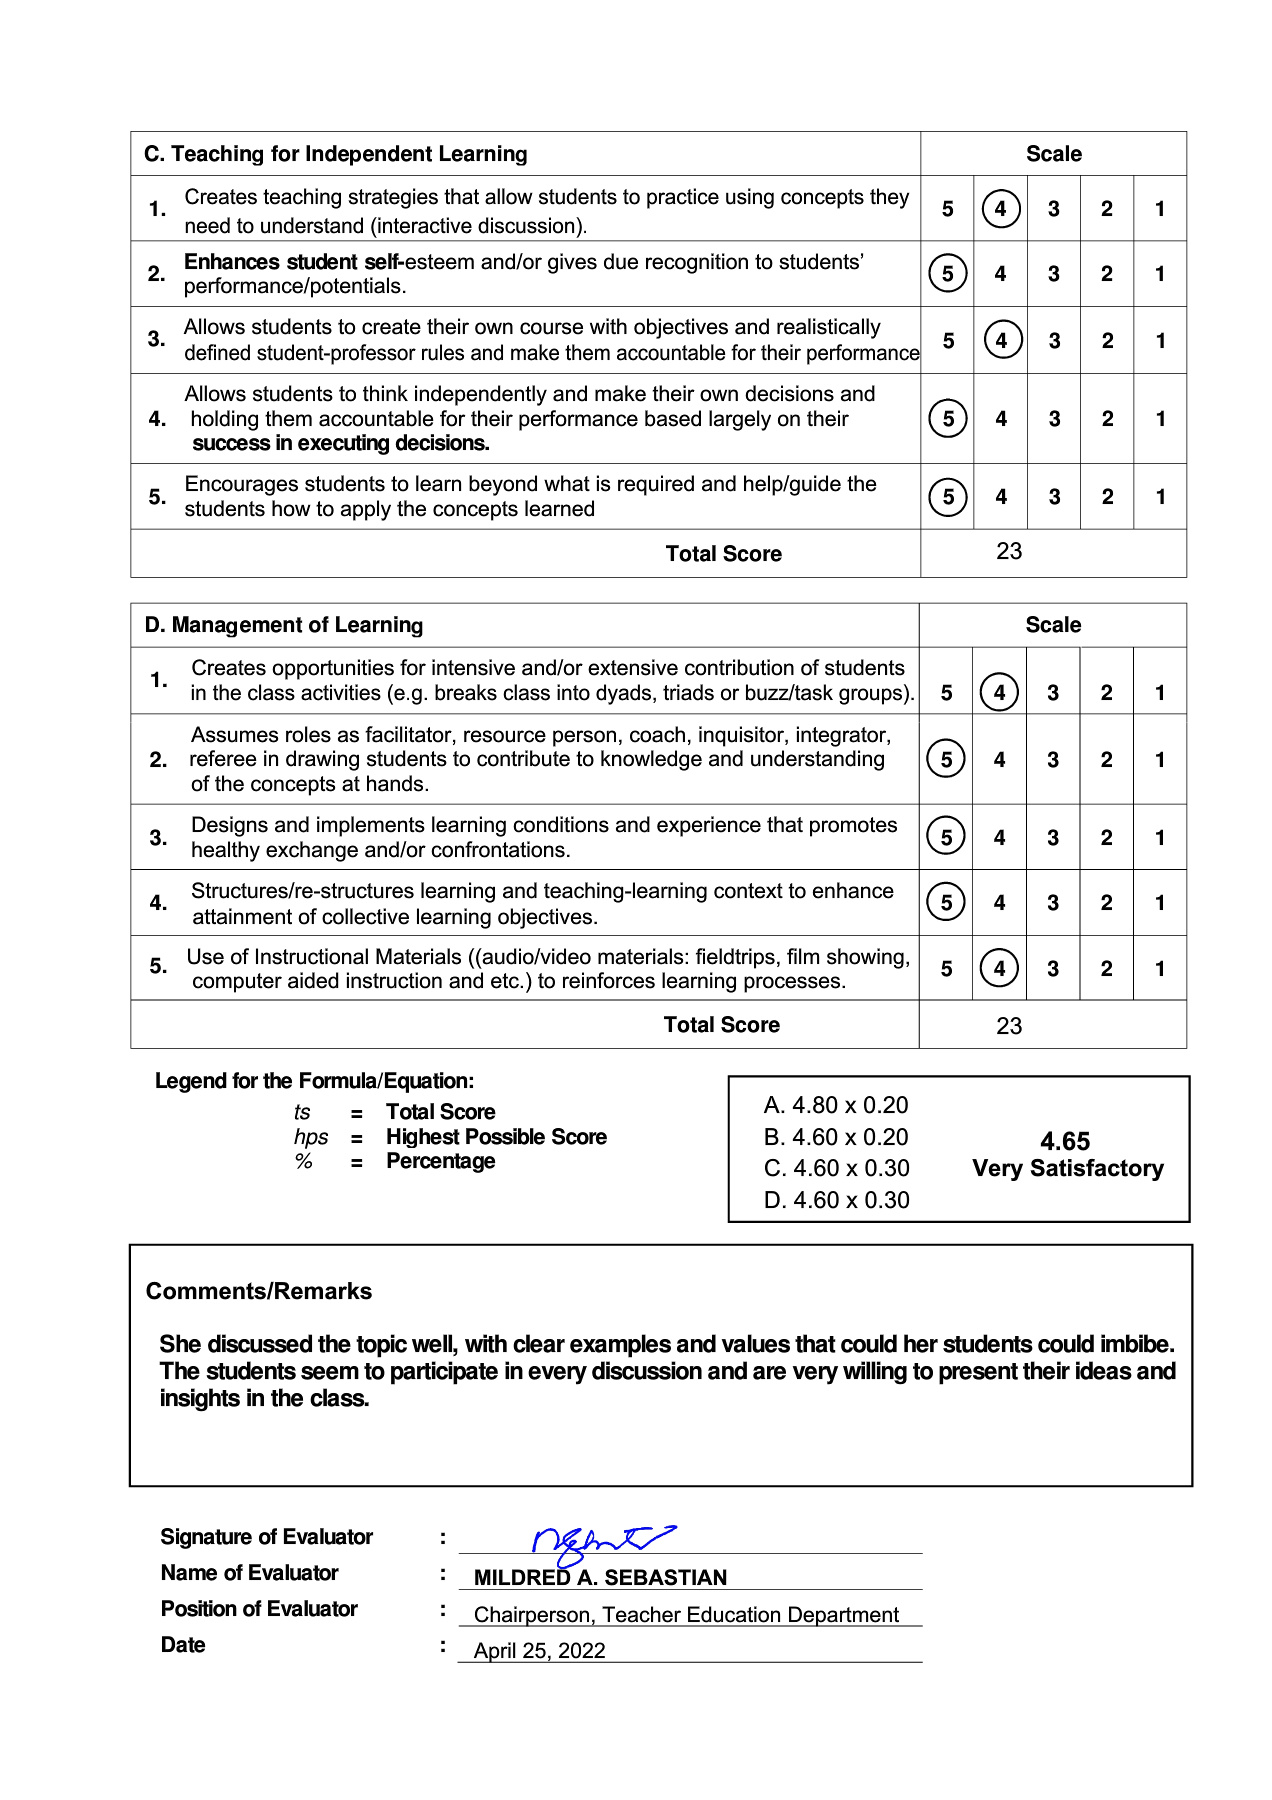 C. Teaching for Independent Learning Scale
1. Creates teaching strategies that allow students to practice using concepts they
need to understand (interactive discussion). 5 4 3 2 1
2. Enhances student self-esteem and/or gives due recognition to students’
performance/potentials. 5 4 3 2 1
3. Allows students to create their own course with objectives and realistically
defined student-professor rules and make them accountable for their performance 5 4 3 2 1
4. Allows students to think independently and make their own decisions and
holding them accountable for their performance based largely on their
success in executing decisions. 5 4 3 2 1
5. Encourages students to learn beyond what is required and help/guide the
students how to apply the concepts learned 5 4 3 2 1
Total Score 23
D. Management of Learning Scale
1. Creates opportunities for intensive and/or extensive contribution of students
in the class activities (e.g. breaks class into dyads, triads or buzz/task groups). 5 4 3 2 1
2. Assumes roles as facilitator, resource person, coach, inquisitor, integrator,
referee in drawing students to contribute to knowledge and understanding
of the concepts at hands. 5 4 3 2 1
3. Designs and implements learning conditions and experience that promotes
healthy exchange and/or confrontations. 5 4 3 2 1
4. Structures/re-structures learning and teaching-learning context to enhance
attainment of collective learning objectives. 5 4 3 2 1
5. Use of Instructional Materials ((audio/video materials: fieldtrips, film showing,
computer aided instruction and etc.) to reinforces learning processes. 5 4 3 2 1
Total Score 23
Legend for the Formula/Equation:
ts = Total Score
hps = Highest Possible Score
% = Percentage
A. 4.80 x 0.20
B. 4.60 x 0.20
C. 4.60 x 0.30
D. 4.60 x 0.30
4.65
Very Satisfactory
Comments/Remarks
She discussed the topic well, with clear examples and values that could her students could imbibe.
The students seem to participate in every discussion and are very willing to present their ideas and
insights in the class.
Signature of Evaluator :
Name of Evaluator : MILDRED A. SEBASTIAN
Position of Evaluator : Chairperson, Teacher Education Department
Date : April 25, 2022